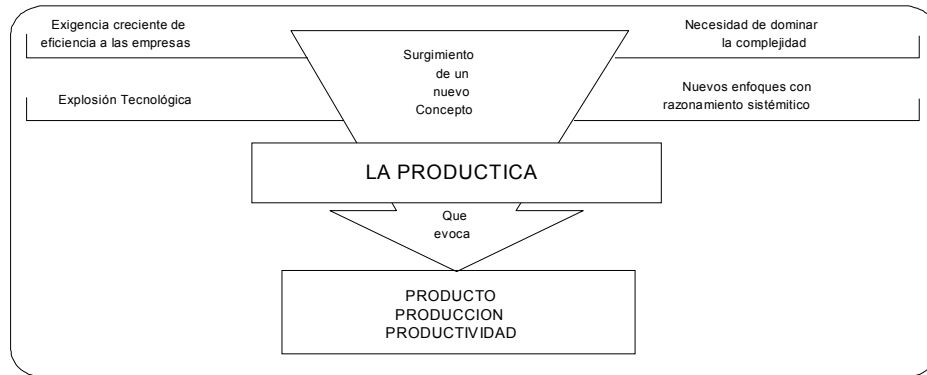 Exigencia creciente de
eficiencia a las empresas
Necesidad de dominar
la complejidad
Surgimiento
de un
nuevo
Concepto
Explosión Tecnológica
Nuevos enfoques con
razonamiento sistémitico
LA PRODUCTICA
Que
evoca
PRODUCTO
PRODUCCION
PRODUCTIVIDAD